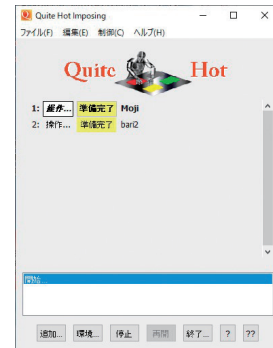 Quite Hot Imposing
ファイル(F) 編集(E) 制御(C) ヘルプ(H)
Quite Hot
1: 操作... 準備完了 Moji
2: 操作... 準備完了 bari2
開始...
追加... 環境... 停止 再開 終了... ? ??